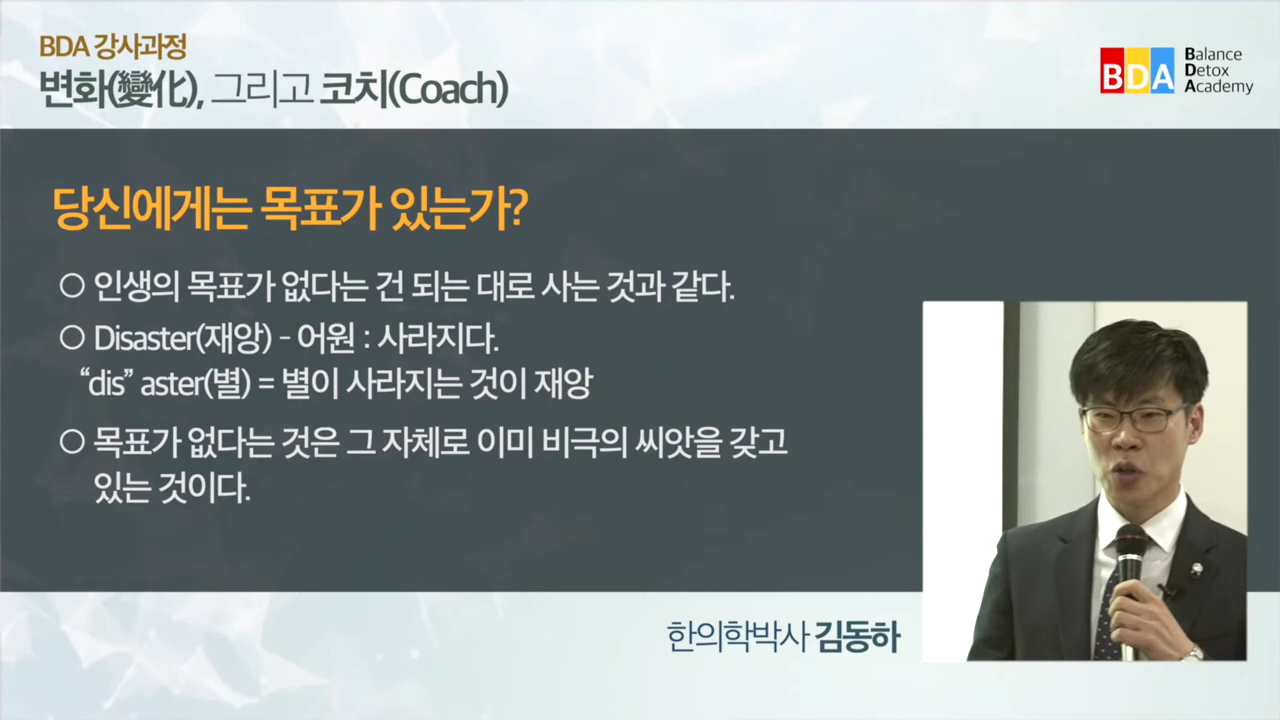 BDA 강사과정
변화(變化), 그리고 코치(Coach)
BDA
Balance
Detox
Academy
당신에게는 목표가 있는가?
○ 인생의 목표가 없다는 건 되는 대로 사는 것과 같다.
○ Disaster(재앙) - 어원 : 사라지다.
“dis” aster(별) = 별이 사라지는 것이 재앙
○ 목표가 없다는 것은 그 자체로 이미 비극의 씨앗을 갖고
있는 것이다.
한의학박사 김동하